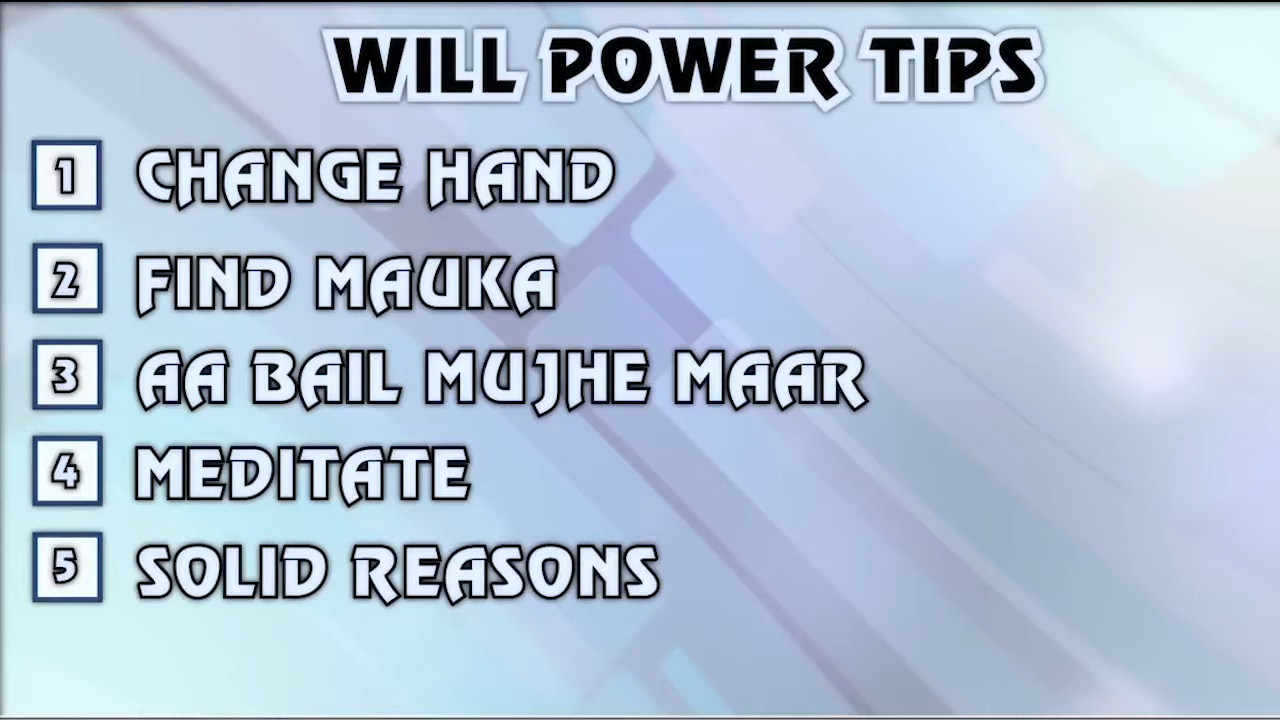 WILL POWER TIPS
1 CHANGE HAND
2 FIND MAUKA
3 AA BAIL MUJHE MAAR
4 MEDITATE
5 SOLID REASONS